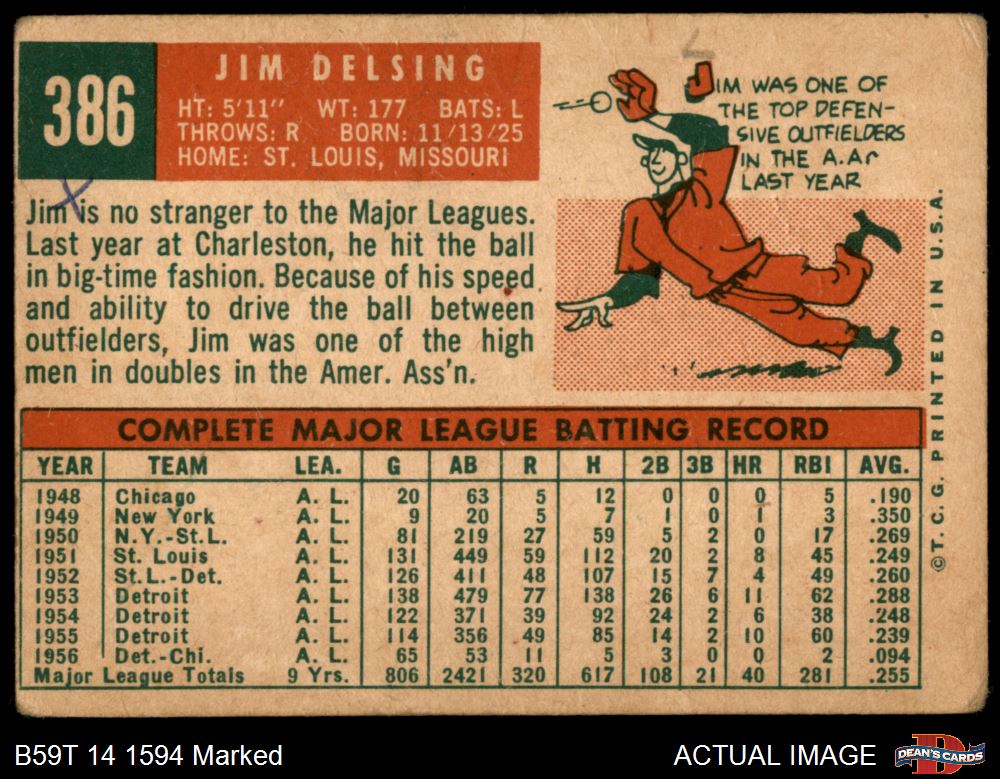 386
JIM DELSING
HT: 5'11" WT: 177 BATS: L
THROWS: R BORN: 11/13/25
HOME: ST. LOUIS, MISSOURI
JIM WAS ONE OF
THE TOP DEFEN-
SIVE OUTFIELDERS
IN THE A.A.
LAST YEAR
Jim is no stranger to the Major Leagues.
Last year at Charleston, he hit the ball
in big-time fashion. Because of his speed
and ability to drive the ball between
outfielders, Jim was one of the high
men in doubles in the Amer. Ass'n.
COMPLETE MAJOR LEAGUE BATTING RECORD
YEAR TEAM LEA. G AB R H 2B 3B HR RBI AVG.
1948 Chicago A. L. 20 63 5 12 0 0 0 5 .190
1949 New York A. L. 9 20 5 7 1 0 1 3 .350
1950 N.Y.-St.L. A. L. 81 219 27 59 5 2 0 17 .269
1951 St. Louis A. L. 131 449 59 112 20 2 8 45 .249
1952 St.L.-Det. A. L. 126 411 48 107 15 7 4 49 .260
1953 Detroit A. L. 138 479 77 138 26 6 11 62 .288
1954 Detroit A. L. 122 371 39 92 24 2 6 38 .248
1955 Detroit A. L. 114 356 49 85 14 2 10 60 .239
1956 Det.-Chi. A. L. 65 53 11 5 3 0 0 2 .094
Major League Totals 9 Yrs. 806 2421 320 617 108 21 40 281 .255
© T. C. G. PRINTED IN U.S.A.
B59T 14 1594 Marked
ACTUAL IMAGE
DEAN'S CARDS